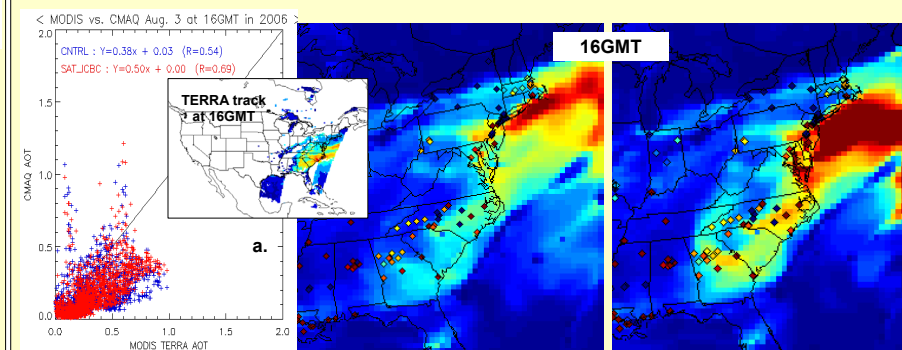 < MODIS vs. CMAQ Aug. 3 at 16GMT in 2006 >
2.0
CNTRL : Y=0.38x + 0.03 (R=0.54)
SAT_ICBC : Y=0.50x + 0.00 (R=0.69)
16GMT
TERRA track
at 16GMT
1.5
1.0
0.5
0.0
CMAQ AOT
a.
0.0 0.5 1.0 1.5 2.0
MODIS TERRA AOT